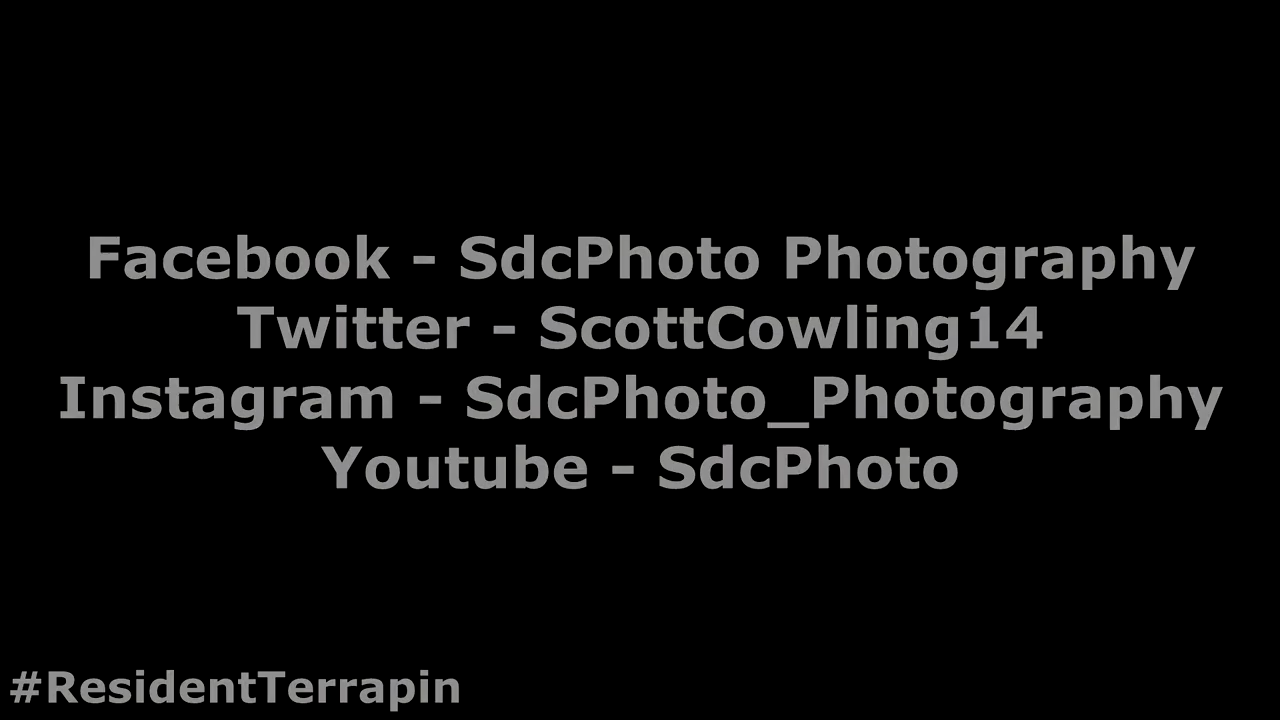 Facebook - SdcPhoto Photography
Twitter - ScottCowling14
Instagram - SdcPhoto_Photography
Youtube - SdcPhoto
#ResidentTerrapin